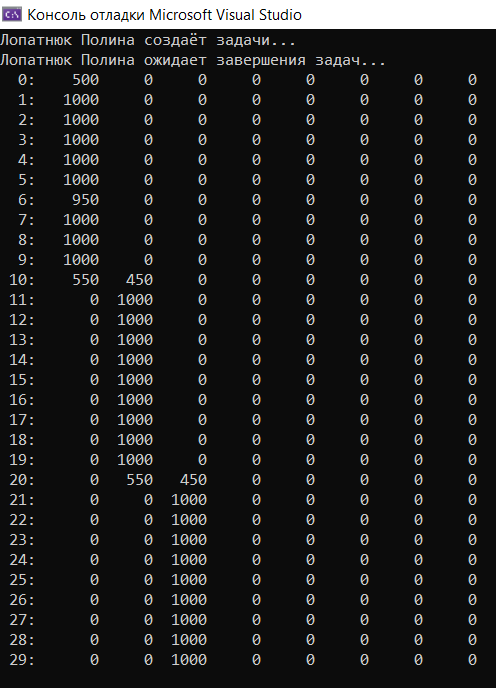 Консоль отладки Microsoft Visual Studio
Лопатнюк Полина создаёт задачи...
Лопатнюк Полина ожидает завершения задач...
0: 500 0 0 0 0 0 0 0
1: 1000 0 0 0 0 0 0 0
2: 1000 0 0 0 0 0 0 0
3: 1000 0 0 0 0 0 0 0
4: 1000 0 0 0 0 0 0 0
5: 1000 0 0 0 0 0 0 0
6: 950 0 0 0 0 0 0 0
7: 1000 0 0 0 0 0 0 0
8: 1000 0 0 0 0 0 0 0
9: 1000 0 0 0 0 0 0 0
10: 550 450 0 0 0 0 0 0
11: 0 1000 0 0 0 0 0 0
12: 0 1000 0 0 0 0 0 0
13: 0 1000 0 0 0 0 0 0
14: 0 1000 0 0 0 0 0 0
15: 0 1000 0 0 0 0 0 0
16: 0 1000 0 0 0 0 0 0
17: 0 1000 0 0 0 0 0 0
18: 0 1000 0 0 0 0 0 0
19: 0 1000 0 0 0 0 0 0
20: 0 550 450 0 0 0 0 0
21: 0 0 1000 0 0 0 0 0
22: 0 0 1000 0 0 0 0 0
23: 0 0 1000 0 0 0 0 0
24: 0 0 1000 0 0 0 0 0
25: 0 0 1000 0 0 0 0 0
26: 0 0 1000 0 0 0 0 0
27: 0 0 1000 0 0 0 0 0
28: 0 0 1000 0 0 0 0 0
29: 0 0 1000 0 0 0 0 0